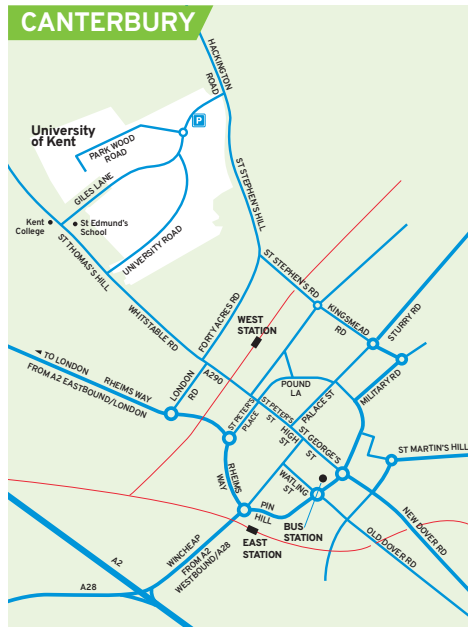 CANTERBURY
HACKINGTON
ROAD
P
University
of Kent
PARK WOOD
ROAD
GILES LANE
ST STEPHEN'S HILL
Kent
College
St Edmund's
School
UNIVERSITY ROAD
ST THOMAS'S HILL
ST STEPHEN'S RD
WHITSTABLE RD
FORTY ACRES RD
KINGSMEAD
RD
STURRY RD
WEST
STATION
TO LONDON
RHEIMS WAY
FROM A2 EASTBOUND/LONDON
LONDON
RD
A290
POUND
LA
MILITARY RD
PALACE ST
ST PETER'S
PLACE
ST PETER'S
ST
HIGH
ST
ST GEORGE'S
ST
ST MARTIN'S HILL
RHEIMS
WAY
WATLING
ST
PIN
HILL
BUS
STATION
EAST
STATION
NEW DOVER RD
OLD DOVER RD
WINCHEAP
FROM A2
WESTBOUND/A28
A2
A28